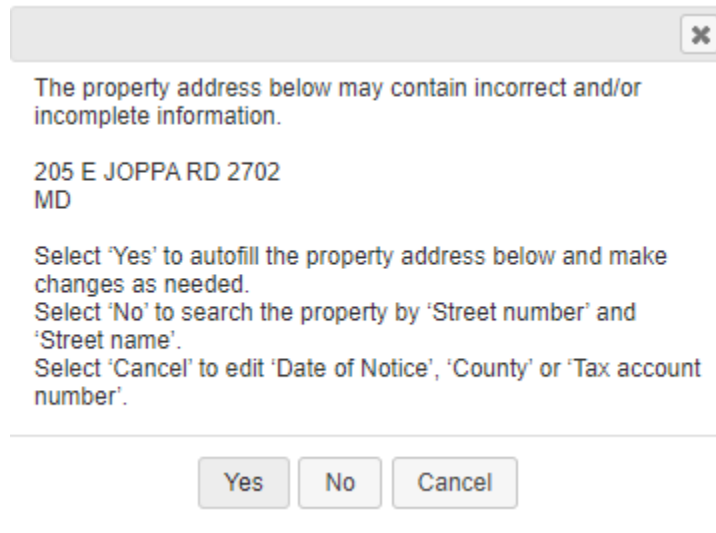 The property address below may contain incorrect and/or
incomplete information.
205 E JOPPA RD 2702
MD
Select ‘Yes’ to autofill the property address below and make
changes as needed.
Select ‘No’ to search the property by ‘Street number’ and
‘Street name’.
Select ‘Cancel’ to edit ‘Date of Notice’, ‘County’ or ‘Tax account
number’.
Yes No Cancel